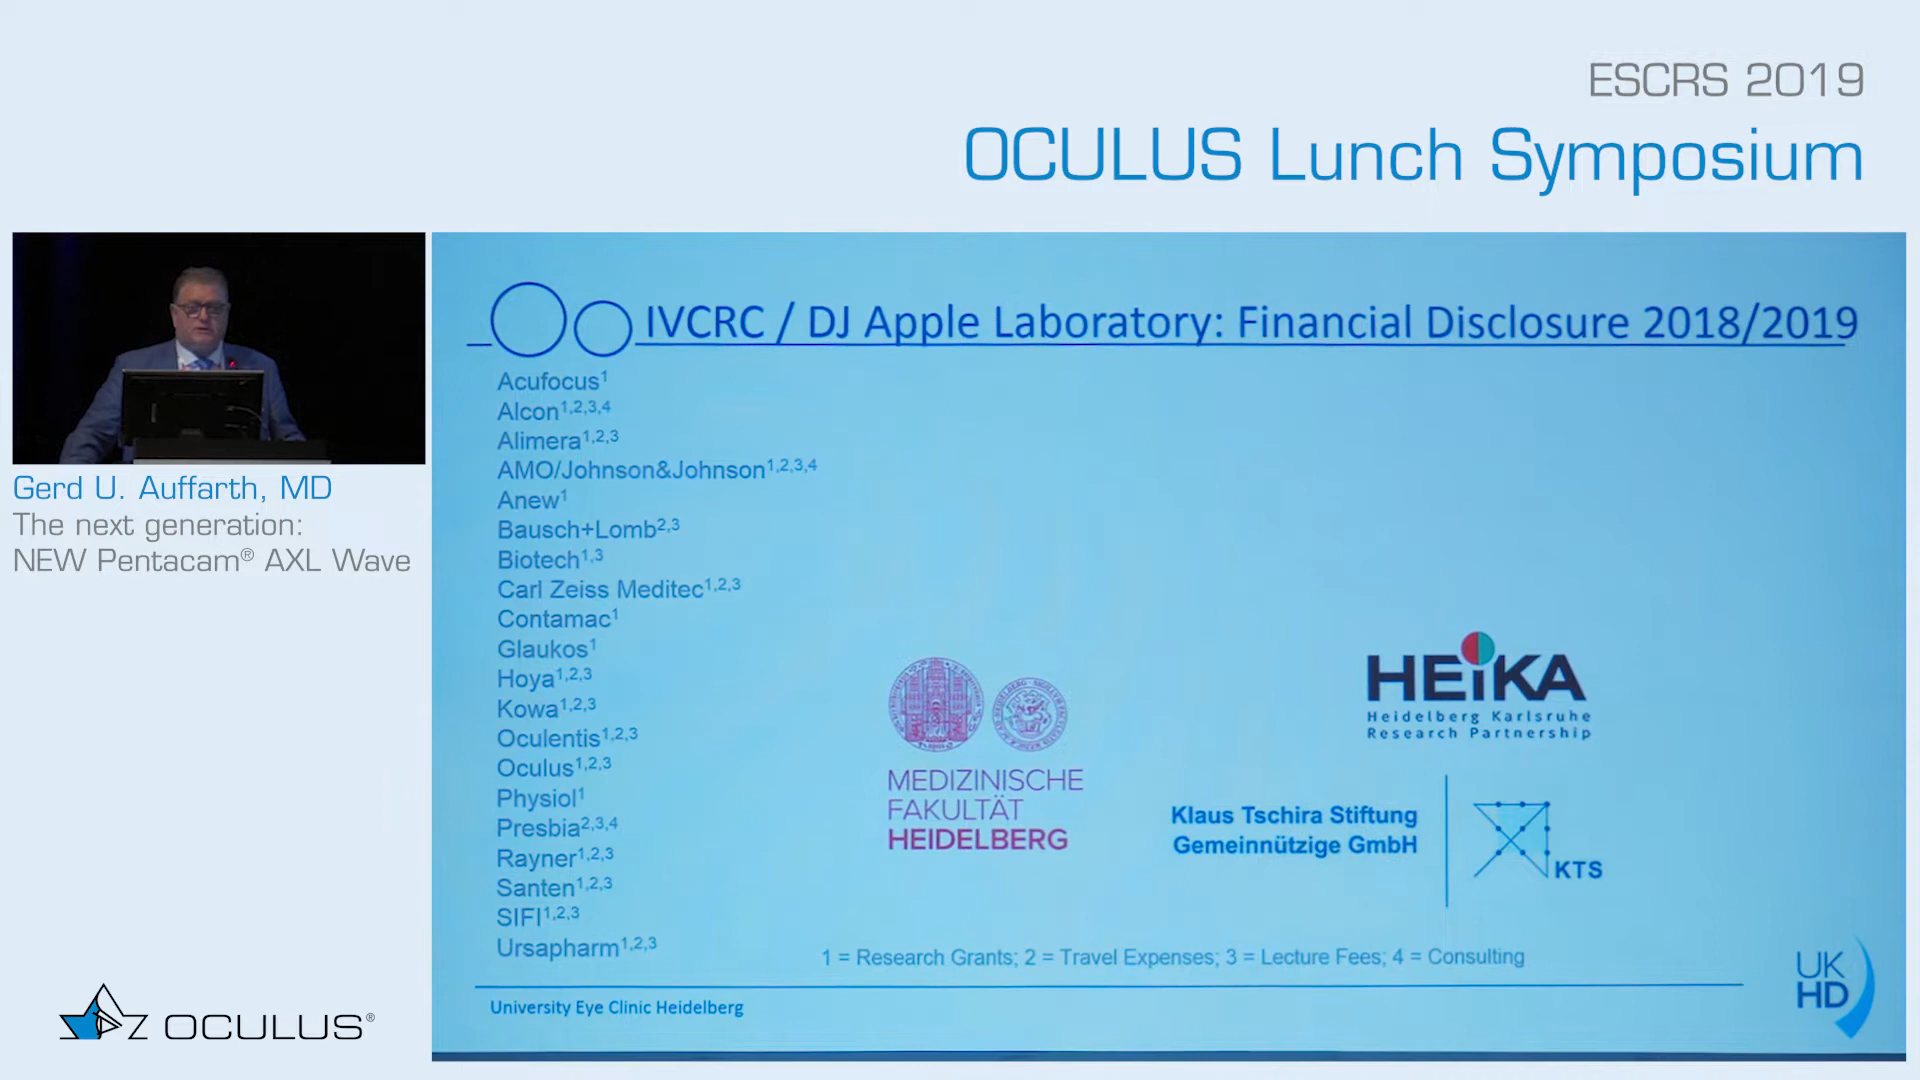 ESCRS 2019
OCULUS Lunch Symposium
Gerd U. Auffarth, MD
The next generation:
NEW Pentacam® AXL Wave
OCULUS®
IVCRC / DJ Apple Laboratory: Financial Disclosure 2018/2019
Acufocus¹
Alcon¹,²,³,⁴
Alimera¹,²,³
AMO/Johnson&Johnson¹,²,³,⁴
Anew¹
Bausch+Lomb²,³
Biotech¹,³
Carl Zeiss Meditec¹,²,³
Contamac¹
Glaukos¹
Hoya¹,²,³
Kowa¹,²,³
Oculentis¹,²,³
Oculus¹,²,³
Physiol¹
Presbia²,³,⁴
Rayner¹,²,³
Santen¹,²,³
SIFI¹,²,³
Ursapharm¹,²,³
MEDIZINISCHE
FAKULTÄT
HEIDELBERG
HEiKA
Heidelberg Karlsruhe
Research Partnership
Klaus Tschira Stiftung
Gemeinnützige GmbH
KTS
1 = Research Grants; 2 = Travel Expenses; 3 = Lecture Fees; 4 = Consulting
University Eye Clinic Heidelberg
UK
HD